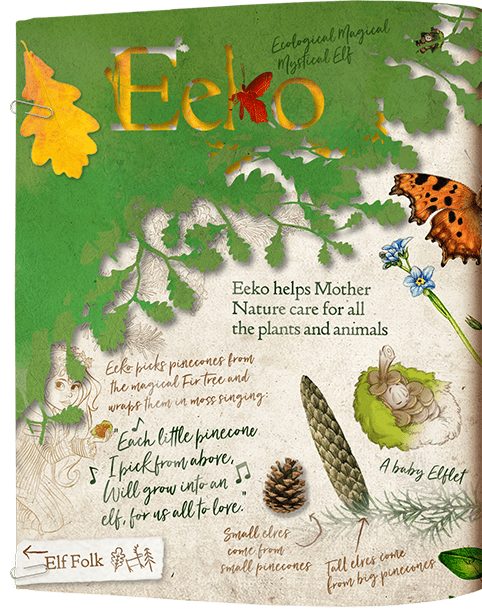 Ecological Magical
Mystical Elf
Eeko
Eeko helps Mother
Nature care for all
the plants and animals
Eeko picks pinecones from
the magical Fir tree and
wraps them in moss singing:
"Each little pinecone
I pick from above,
Will grow into an
elf, for us all to love."
A baby Elflet
Small elves
come from
small pinecones
Tall elves come
from big pinecones
Elf Folk